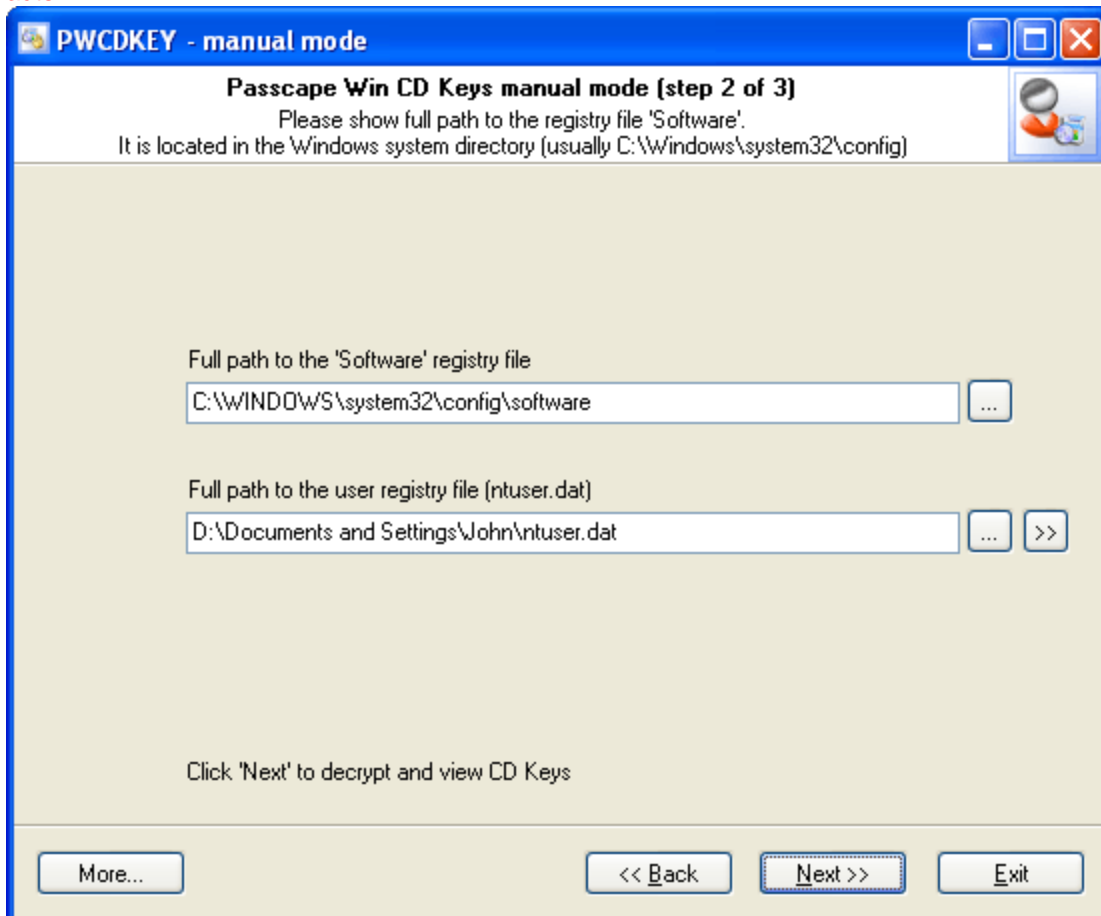 PWCDKEY - manual mode
Passcape Win CD Keys manual mode (step 2 of 3)
Please show full path to the registry file 'Software'.
It is located in the Windows system directory (usually C:\Windows\system32\config)
Full path to the 'Software' registry file
C:\WINDOWS\system32\config\software
...
Full path to the user registry file (ntuser.dat)
D:\Documents and Settings\John\ntuser.dat
... >>
Click 'Next' to decrypt and view CD Keys
More... << Back Next >> Exit